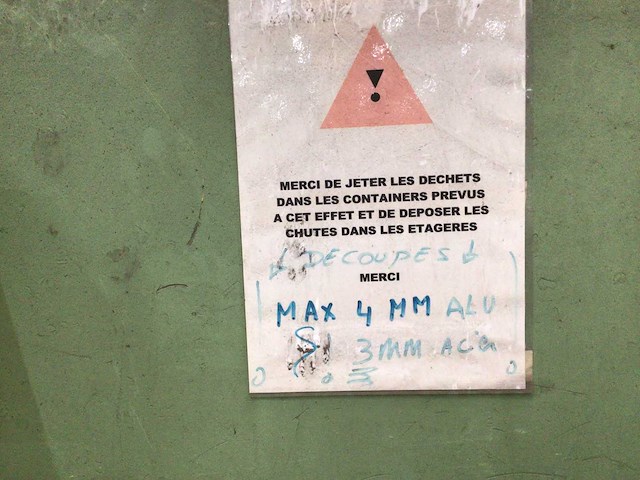 MERCI DE JETER LES DECHETS
DANS LES CONTAINERS PREVUS
A CET EFFET ET DE DEPOSER LES
CHUTES DANS LES ETAGERES
DECOUPES
MERCI
MAX 4 MM ALU
3MM